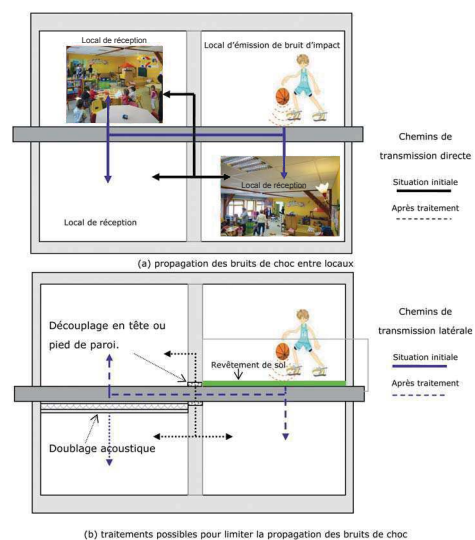 Local de réception
Local d'émission de bruit d'impact
Local de réception
Local de réception
Chemins de
transmission directe
Situation initiale
Après traitement
(a) propagation des bruits de choc entre locaux
Découplage en tête ou
pied de paroi.
Revêtement de sol
Doublage acoustique
Chemins de
transmission latérale
Situation initiale
Après traitement
(b) traitements possibles pour limiter la propagation des bruits de choc